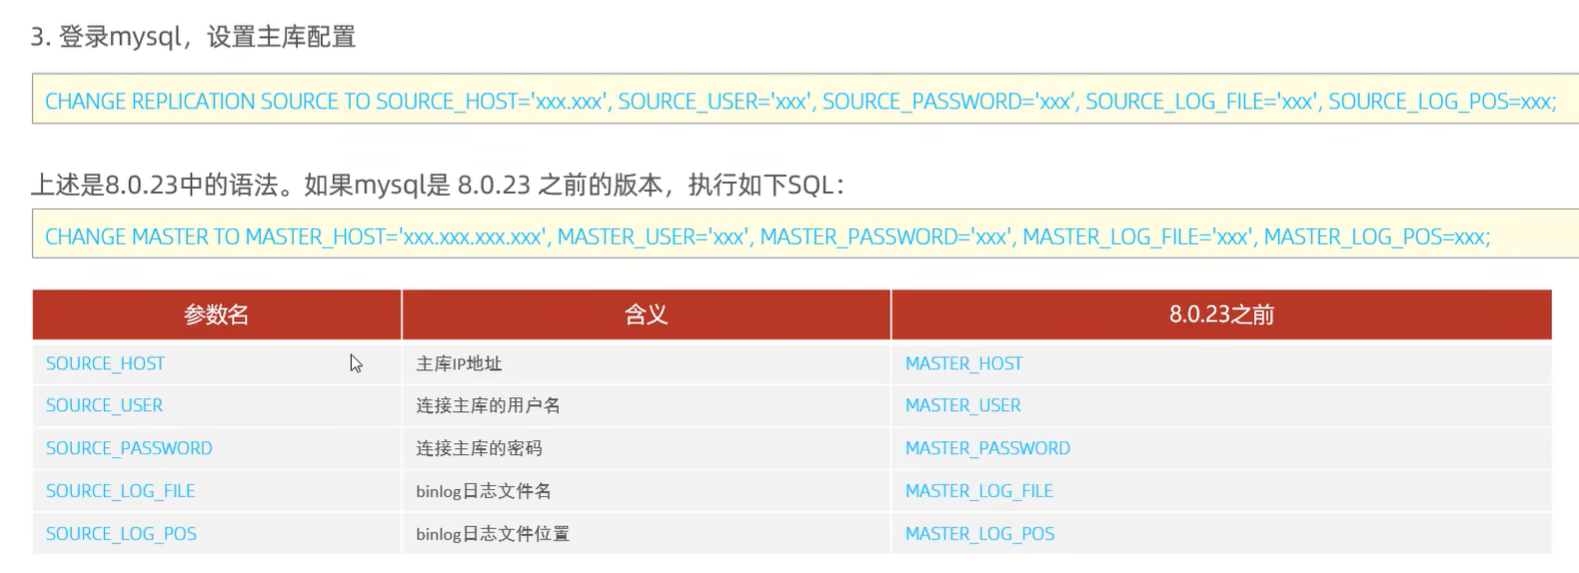 3. 登录mysql，设置主库配置
CHANGE REPLICATION SOURCE TO SOURCE_HOST='xxx.xxx', SOURCE_USER='xxx', SOURCE_PASSWORD='xxx‘, SOURCE_LOG_FILE='xxx', SOURCE_LOG_POS=xxx;
上述是8.0.23中的语法。如果mysql是 8.0.23 之前的版本，执行如下SQL：
CHANGE MASTER TO MASTER_HOST='xxx.xxx.xxx.xxx', MASTER_USER='xxx', MASTER_PASSWORD='xxx', MASTER_LOG_FILE='xxx', MASTER_LOG_POS=xxx;
参数名 含义 8.0.23之前
SOURCE_HOST 主库IP地址 MASTER_HOST
SOURCE_USER 连接主库的用户名 MASTER_USER
SOURCE_PASSWORD 连接主库的密码 MASTER_PASSWORD
SOURCE_LOG_FILE binlog日志文件名 MASTER_LOG_FILE
SOURCE_LOG_POS binlog日志文件位置 MASTER_LOG_POS